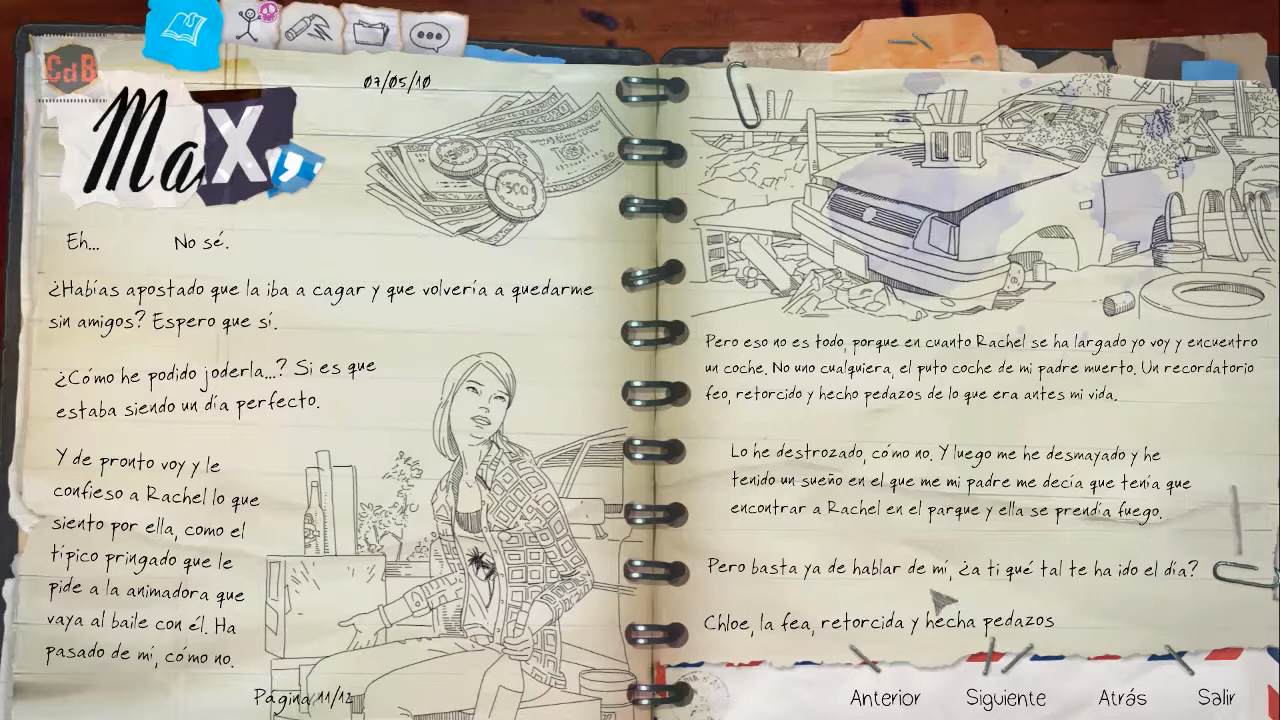 CdB
07/05/10
Max,
$500
Eh... No sé.
¿Habías apostado que la iba a cagar y que volvería a quedarme
sin amigos? Espero que sí.
¿Cómo he podido joderla...? Si es que
estaba siendo un día perfecto.
Y de pronto voy y le
confieso a Rachel lo que
siento por ella, como el
típico pringado que le
pide a la animadora que
vaya al baile con él. Ha
pasado de mí, cómo no.
Página 11/12
Pero eso no es todo, porque en cuanto Rachel se ha largado yo voy y encuentro
un coche. No uno cualquiera, el puto coche de mi padre muerto. Un recordatorio
feo, retorcido y hecho pedazos de lo que era antes mi vida.
Lo he destrozado, cómo no. Y luego me he desmayado y he
tenido un sueño en el que me mi padre me decía que tenía que
encontrar a Rachel en el parque y ella se prendía fuego.
Pero basta ya de hablar de mí, ¿a ti qué tal te ha ido el día?
Chloe, la fea, retorcida y hecha pedazos
Anterior Siguiente Atrás Salir